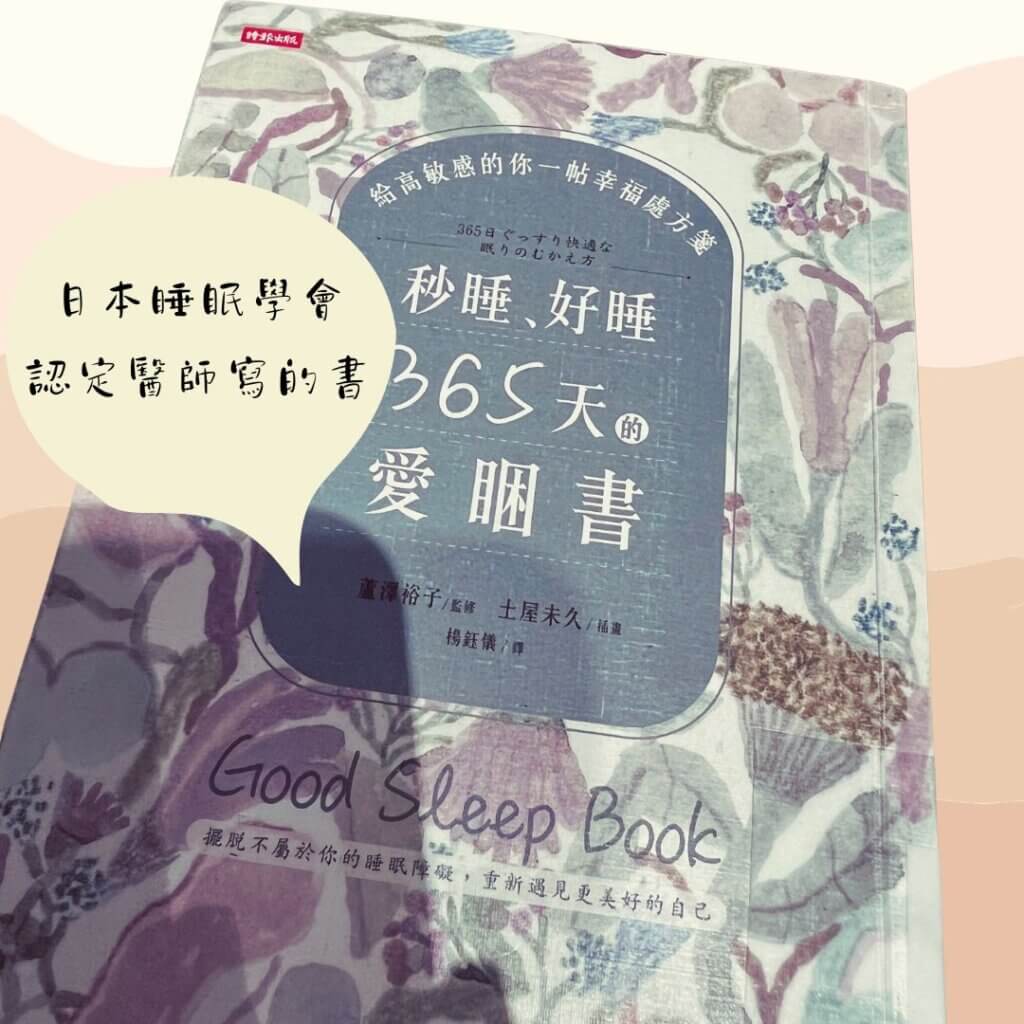 時報出版
給高敏感的你一帖幸福處方箋
365日ぐっすり快適な
眠りのむかえ方
秒睡、好睡
365天的
愛睏書
日本睡眠學會
認定醫師寫的書
蘆澤裕子/監修 土屋未久/插畫
楊鈺儀/譯
Good Sleep Book
擺脫不屬於你的睡眠障礙，重新遇見更美好的自己